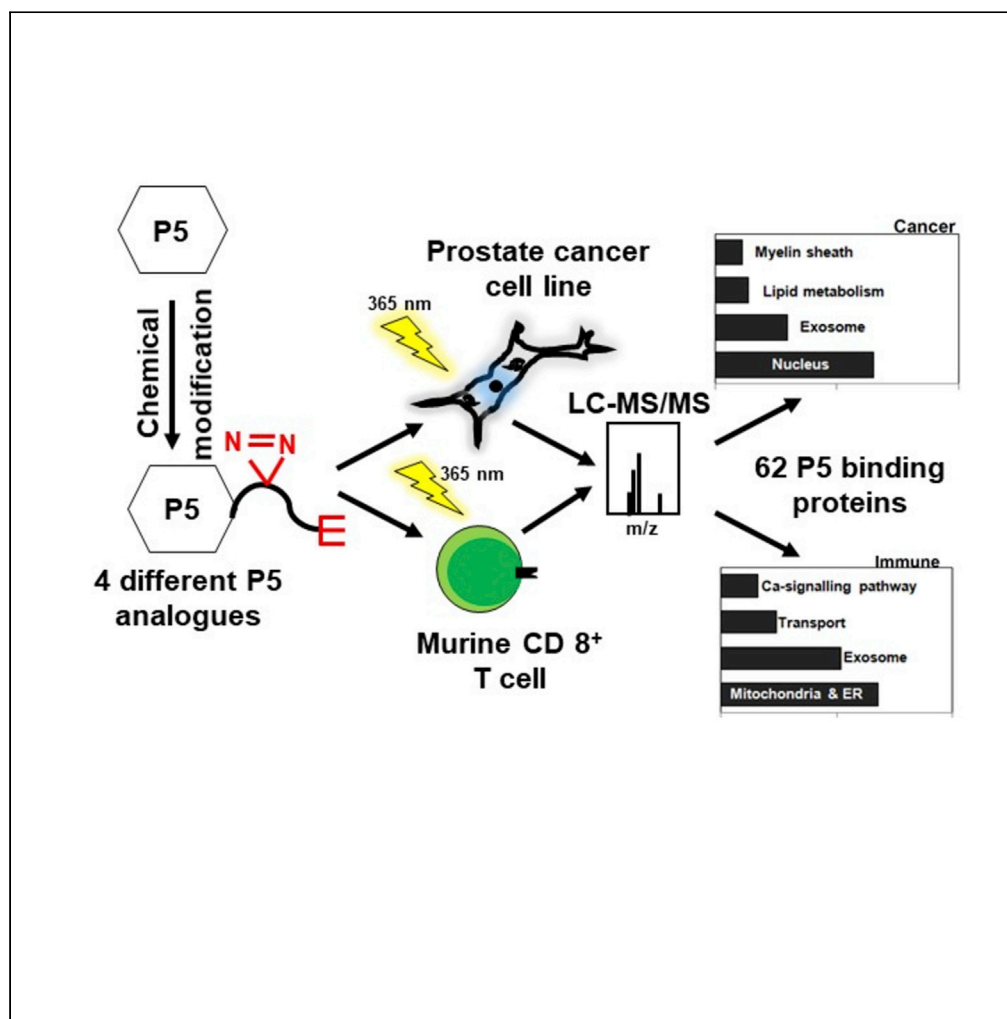 P5
Chemical
modification
N=N
P5
4 different P5
analogues
Prostate cancer
cell line
365 nm
365 nm
Murine CD 8⁺
T cell
LC-MS/MS
m/z
62 P5 binding
proteins
Cancer
Myelin sheath
Lipid metabolism
Exosome
Nucleus
Immune
Ca-signalling pathway
Transport
Exosome
Mitochondria & ER